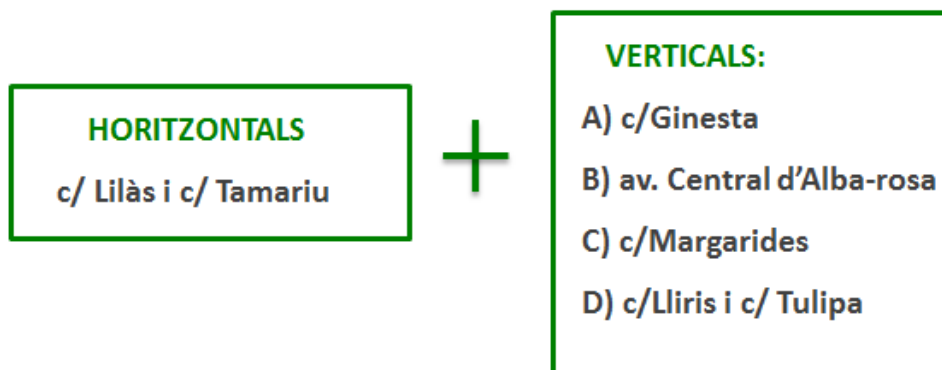 HORITZONTALS
c/ Lilàs i c/ Tamariu
VERTICALS:
A) c/Ginesta
B) av. Central d'Alba-rosa
C) c/Margarides
D) c/Lliris i c/ Tulipa